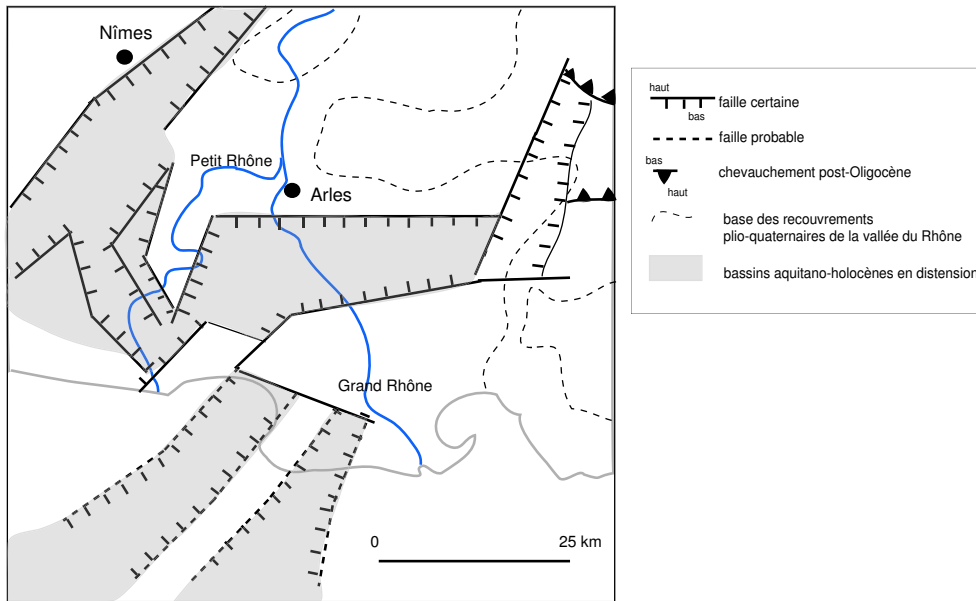 Nîmes
Petit Rhône
Arles
Grand Rhône
0 25 km
haut
faille certaine
bas
faille probable
bas
chevauchement post-Oligocène
haut
base des recouvrements
plio-quaternaires de la vallée du Rhône
bassins aquitano-holocènes en distension